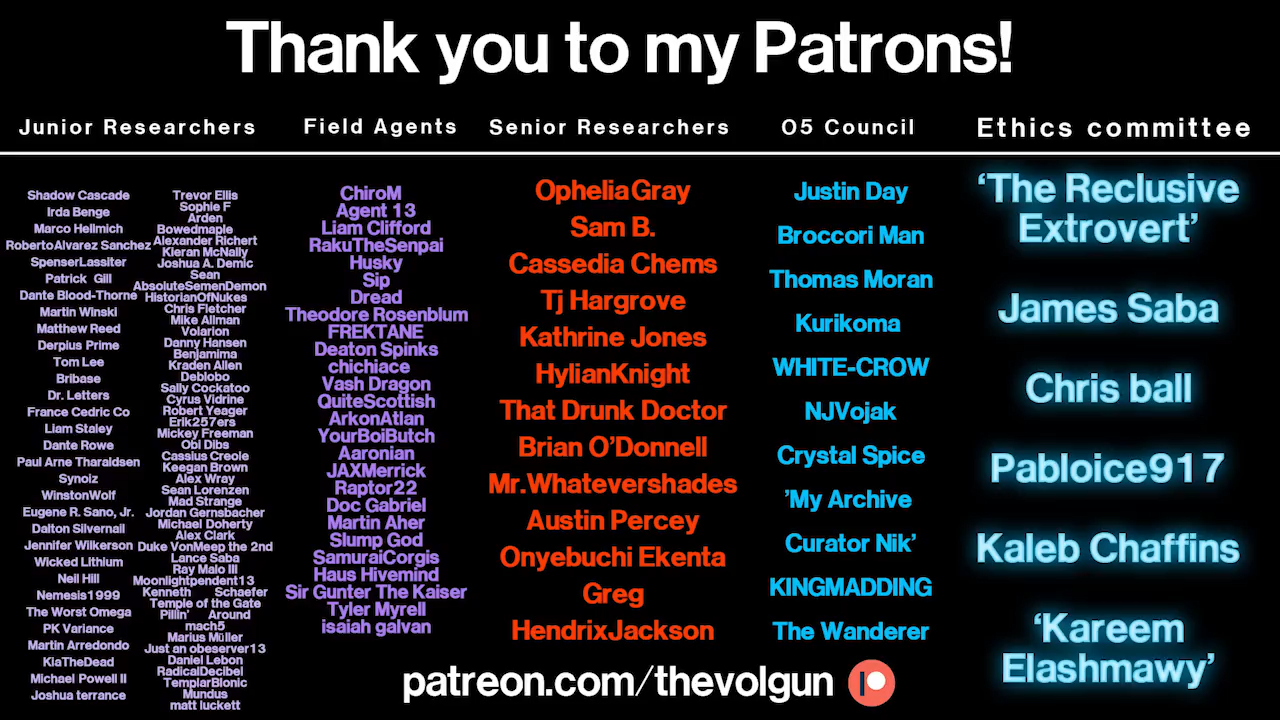 Thank you to my Patrons!
Junior Researchers
Field Agents
Senior Researchers
O5 Council
Ethics committee
Shadow Cascade
Irda Benge
Marco Hellmich
Roberto Alvarez Sanchez
SpenserLassiter
Patrick Gill
Dante Blood-Thorne
Martin Winski
Matthew Reed
Derpius Prime
Tom Lee
Bribase
Dr. Letters
France Cedric Co
Liam Staley
Dante Rowe
Paul Arne Tharaldsen
Synoiz
WinstonWolf
Eugene R. Sano, Jr.
Dalton Silvernail
Jennifer Wilkerson
Wicked Lithium
Neil Hill
Nemesis1999
The Worst Omega
PK Variance
Martin Arredondo
KiaTheDead
Michael Powell II
Joshua terrance
Trevor Ellis
Sophie F
Arden
Bowedmaple
Alexander Richert
Kieran McNally
Joshua A. Demic
Sean
AbsoluteSemenDemon
HistorianOfNukes
Chris Fletcher
Mike Allman
Volarion
Danny Hansen
Benjamima
Kraden Allen
Deblobo
Sally Cockatoo
Cyrus Vidrine
Robert Yeager
Erik257ers
Mickey Freeman
Obi Dibs
Cassius Creole
Keegan Brown
Alex Wray
Sean Lorenzen
Mad Strange
Jordan Gernsbacher
Michael Doherty
Alex Clark
Duke VonMeep the 2nd
Lance Saba
Ray Malo III
Moonlightpendent13
Kenneth Schaefer
Temple of the Gate
Pillin' Around
mach5
Marius Müller
Just an obeserver13
Daniel Lebon
RadicalDecibel
TemplarBionic
Mundus
matt luckett
ChiroM
Agent 13
Liam Clifford
RakuTheSenpai
Husky
Sip
Dread
Theodore Rosenblum
FREKTANE
Deaton Spinks
chichiace
Vash Dragon
QuiteScottish
ArkonAtlan
YourBoiButch
Aaronian
JAXMerrick
Raptor22
Doc Gabriel
Martin Aher
Slump God
SamuraiCorgis
Haus Hivemind
Sir Gunter The Kaiser
Tyler Myrell
isaiah galvan
Ophelia Gray
Sam B.
Cassedia Chems
Tj Hargrove
Kathrine Jones
HylianKnight
That Drunk Doctor
Brian O'Donnell
Mr.Whatevershades
Austin Percey
Onyebuchi Ekenta
Greg
HendrixJackson
Justin Day
Broccori Man
Thomas Moran
Kurikoma
WHITE-CROW
NJVojak
Crystal Spice
'My Archive
Curator Nik'
KINGMADDING
The Wanderer
'The Reclusive
Extrovert'
James Saba
Chris ball
Pabloice917
Kaleb Chaffins
'Kareem
Elashmawy'
patreon.com/thevolgun